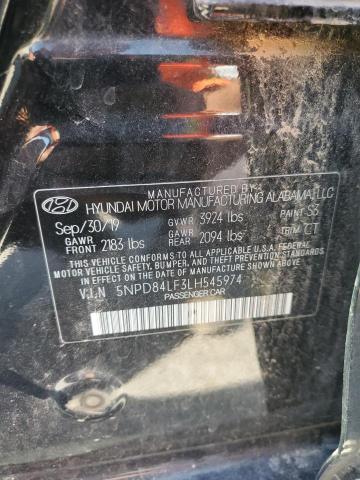 MANUFACTURED BY:
HYUNDAI MOTOR MANUFACTURING ALABAMA, LLC
Sep/30/19 GVWR 3924 lbs PAINT: S3
GAWR FRONT 2183 lbs GAWR REAR 2094 lbs TRIM: CT
THIS VEHICLE CONFORMS TO ALL APPLICABLE U.S. FEDERAL
MOTOR VEHICLE SAFETY, BUMPER, AND THEFT PREVENTION
STANDARDS IN EFFECT ON THE DATE OF MANUFACTURE SHOWN ABOVE.
V.I.N 5NPD84LF3LH545974
PASSENGER CAR